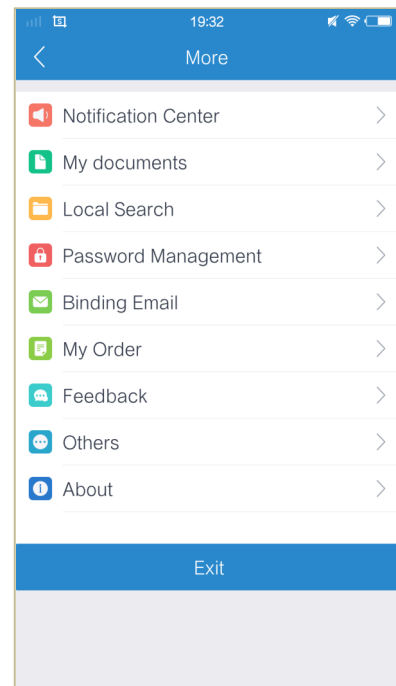 19:32
More
Notification Center
My documents
Local Search
Password Management
Binding Email
My Order
Feedback
Others
About
Exit